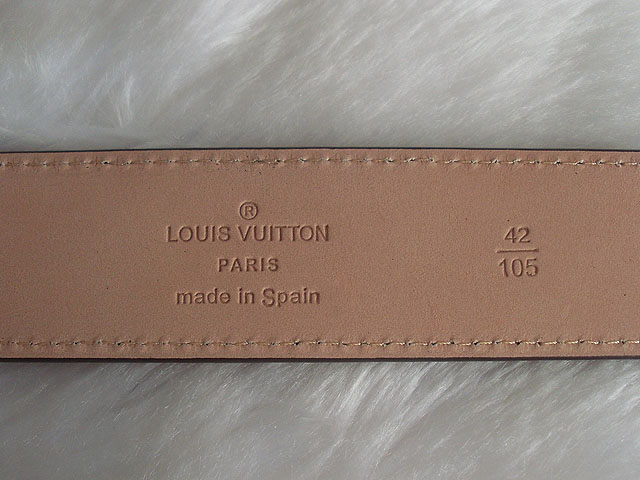 ®
LOUIS VUITTON
PARIS
made in Spain
42
105